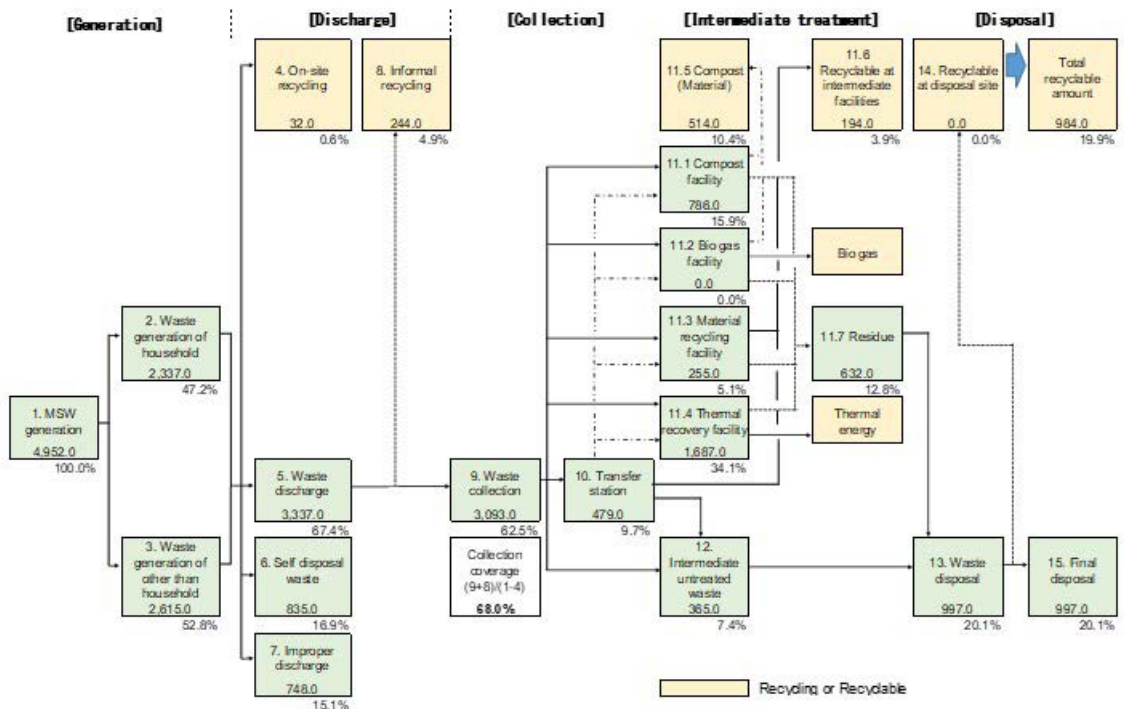 [Generation]
[Discharge]
[Collection]
[Intermediate treatment]
[Disposal]
4. On-site
recycling
32.0
0.6%
8. Informal
recycling
244.0
4.9%
11.5 Compost
(Material)
514.0
10.4%
11.6
Recyclable at
intermediate
facilities
194.0
3.9%
14. Recyclable
at disposal site
0.0
0.0%
Total
recyclable
amount
984.0
19.9%
11.1 Compost
facility
786.0
15.9%
11.2 Bio gas
facility
0.0
0.0%
Bio gas
2. Waste
generation of
household
2,337.0
47.2%
11.3 Material
recycling
facility
255.0
5.1%
11.7 Residue
632.0
12.8%
1. MSW
generation
4,952.0
100.0%
11.4 Thermal
recovery facility
1,687.0
34.1%
Thermal
energy
5. Waste
discharge
3,337.0
67.4%
9. Waste
collection
3,093.0
62.5%
10. Transfer
station
479.0
9.7%
3. Waste
generation of
other than
household
2,615.0
52.8%
6. Self disposal
waste
835.0
16.9%
Collection
coverage
(9+8)/(1-4)
68.0%
12.
Intermediate
untreated
waste
365.0
7.4%
13. Waste
disposal
997.0
20.1%
15. Final
disposal
997.0
20.1%
7. Improper
discharge
748.0
15.1%
Recycling or Recyclable